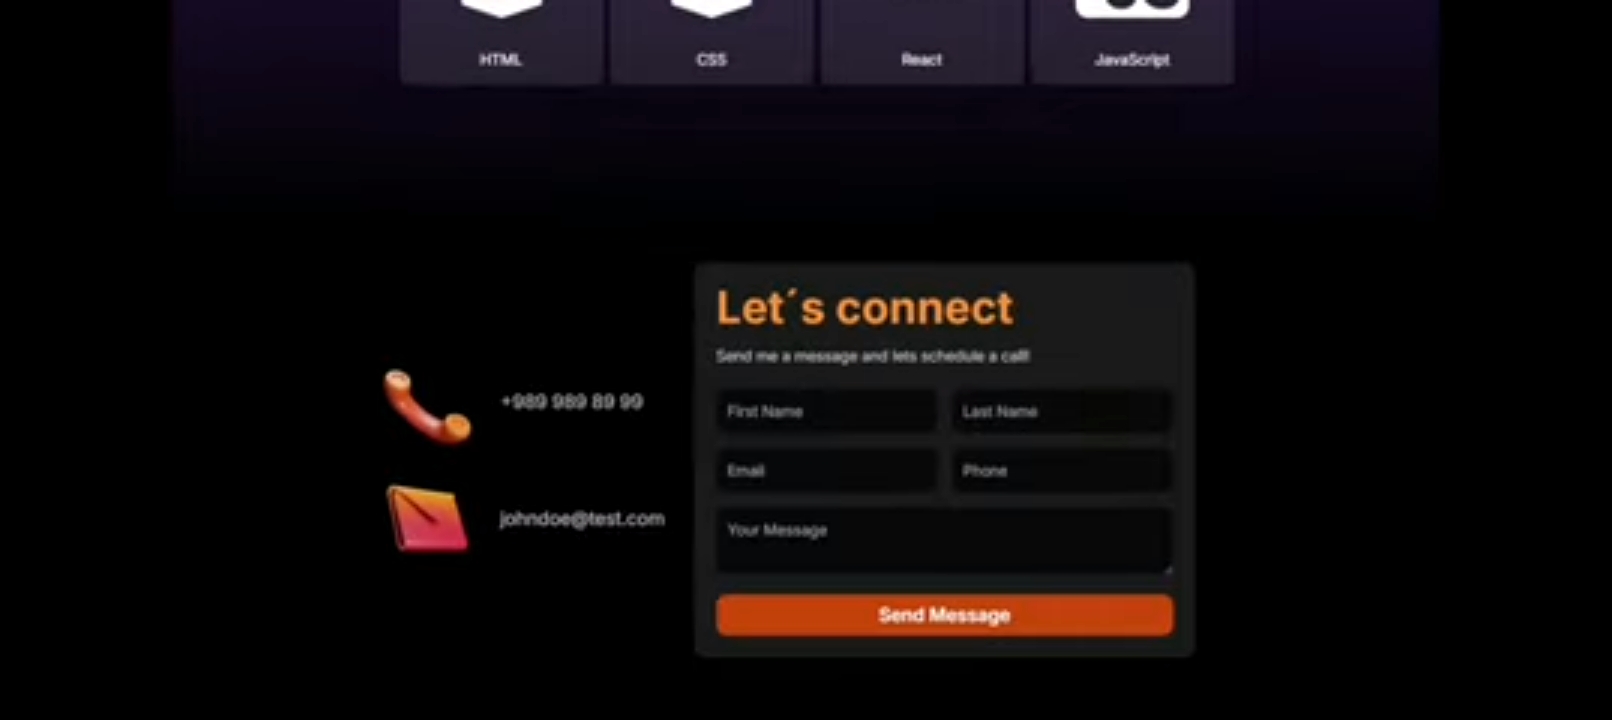 HTML
CSS
React
JavaScript
Let´s connect
Send me a message and lets schedule a call!
+989 989 89 99
johndoe@test.com
First Name
Last Name
Email
Phone
Your Message
Send Message